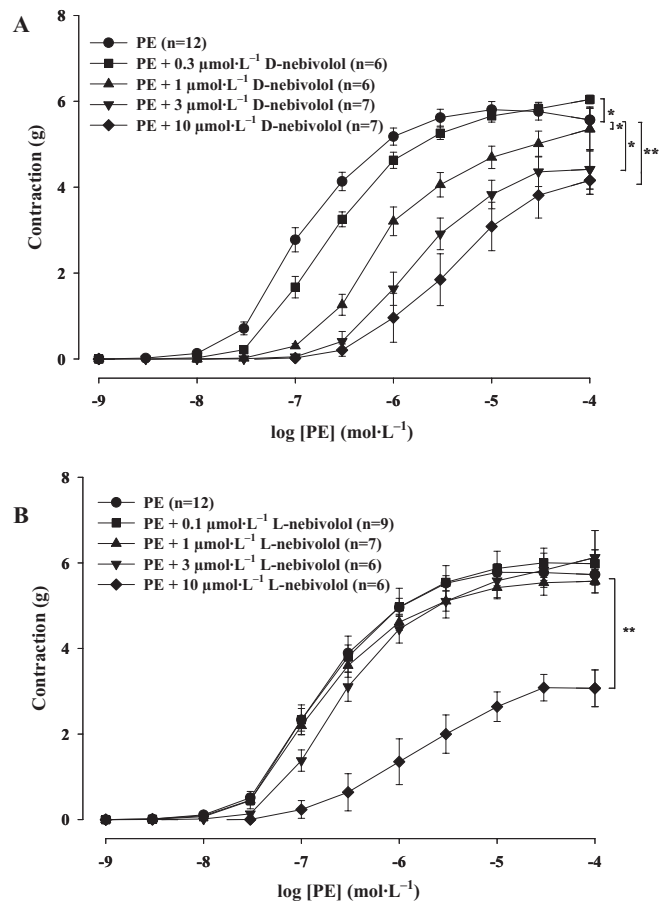 A
8
PE (n=12)
PE + 0.3 µmol·L⁻¹ D-nebivolol (n=6)
PE + 1 µmol·L⁻¹ D-nebivolol (n=6)
PE + 3 µmol·L⁻¹ D-nebivolol (n=7)
PE + 10 µmol·L⁻¹ D-nebivolol (n=7)
6
4
2
0
Contraction (g)
*
*
*
**
-9 -8 -7 -6 -5 -4
log [PE] (mol·L⁻¹)
B
8
PE (n=12)
PE + 0.1 µmol·L⁻¹ L-nebivolol (n=9)
PE + 1 µmol·L⁻¹ L-nebivolol (n=7)
PE + 3 µmol·L⁻¹ L-nebivolol (n=6)
PE + 10 µmol·L⁻¹ L-nebivolol (n=6)
6
4
2
0
Contraction (g)
**
-9 -8 -7 -6 -5 -4
log [PE] (mol·L⁻¹)